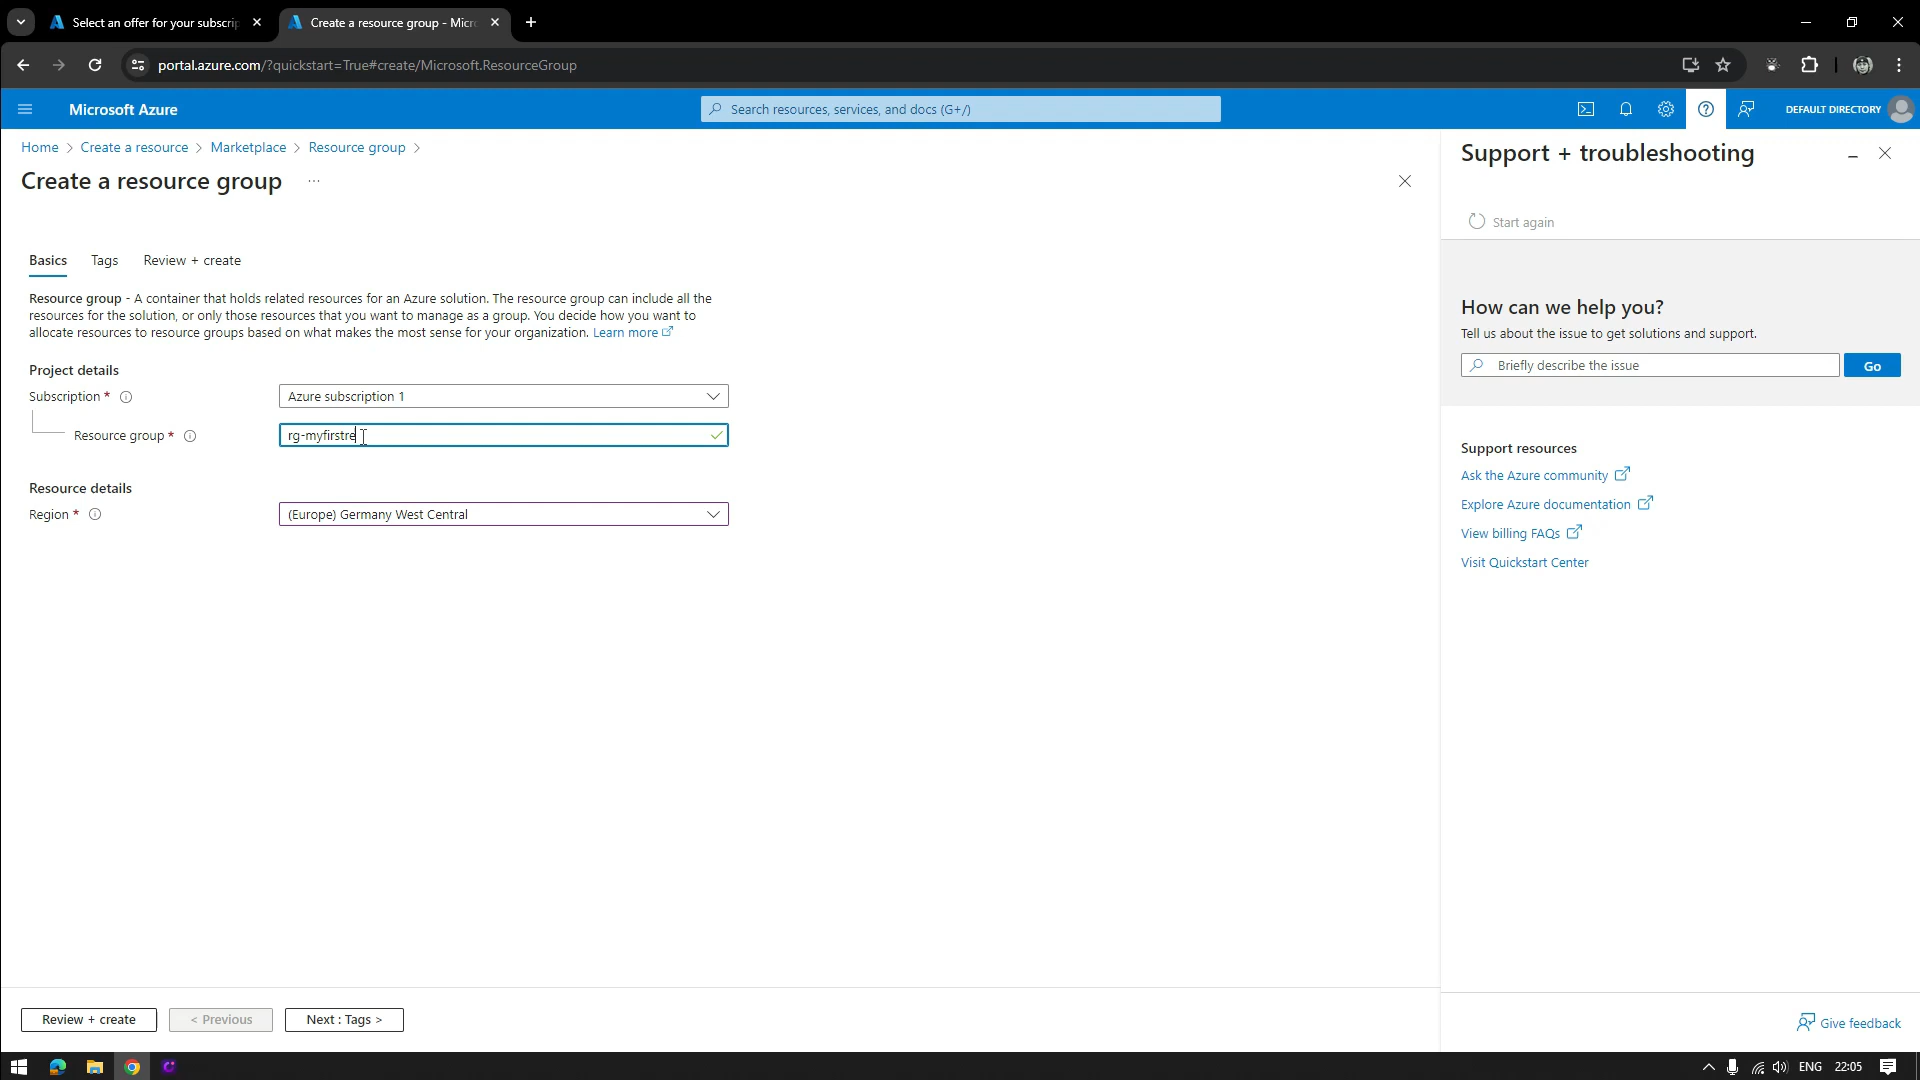 Select an offer for your subscrip
Create a resource group - Micr
portal.azure.com/?quickstart=True#create/Microsoft.ResourceGroup
Microsoft Azure
Search resources, services, and docs (G+/)
DEFAULT DIRECTORY
Home > Create a resource > Marketplace > Resource group >
Create a resource group ...
Basics
Tags
Review + create
Resource group - A container that holds related resources for an Azure solution. The resource group can include all the
resources for the solution, or only those resources that you want to manage as a group. You decide how you want to
allocate resources to resource groups based on what makes the most sense for your organization. Learn more
Project details
Subscription *
Azure subscription 1
Resource group *
rg-myfirstre
Resource details
Region *
(Europe) Germany West Central
Review + create
< Previous
Next : Tags >
Support + troubleshooting
Start again
How can we help you?
Tell us about the issue to get solutions and support.
Briefly describe the issue
Go
Support resources
Ask the Azure community
Explore Azure documentation
View billing FAQs
Visit Quickstart Center
Give feedback
ENG
22:05